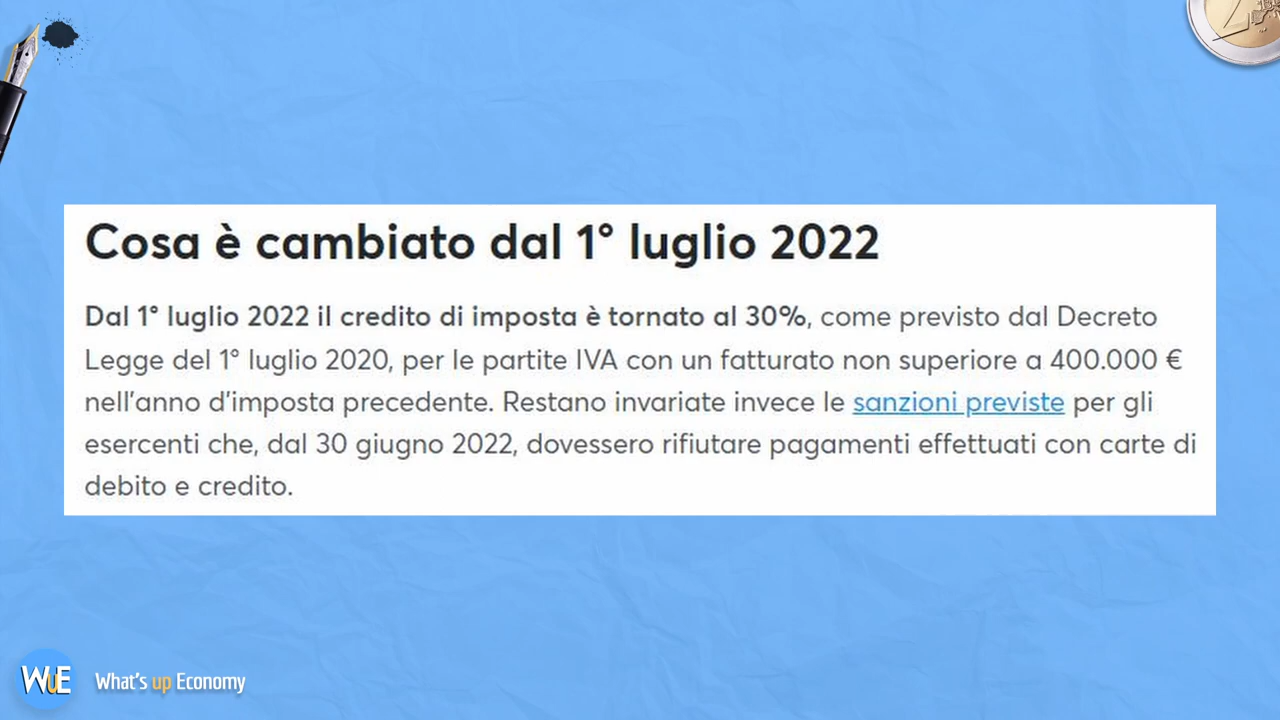 Cosa è cambiato dal 1° luglio 2022
Dal 1° luglio 2022 il credito di imposta è tornato al 30%, come previsto dal Decreto
Legge del 1° luglio 2020, per le partite IVA con un fatturato non superiore a 400.000 €
nell'anno d'imposta precedente. Restano invariate invece le sanzioni previste per gli
esercenti che, dal 30 giugno 2022, dovessero rifiutare pagamenti effettuati con carte di
debito e credito.
WuE What's up Economy